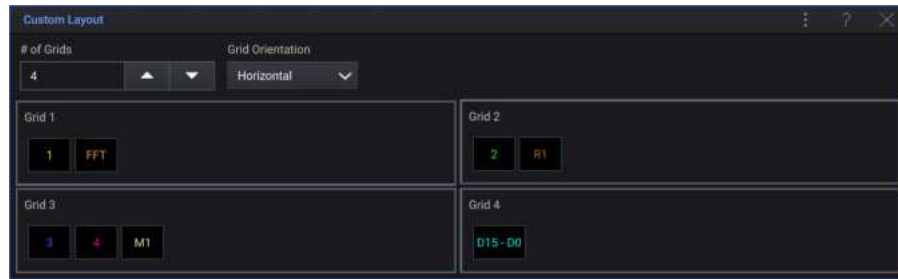 Custom Layout
# of Grids
Grid Orientation
4
Horizontal
Grid 1
1
FFT
Grid 2
2
R1
Grid 3
3
4
M1
Grid 4
D15-D0